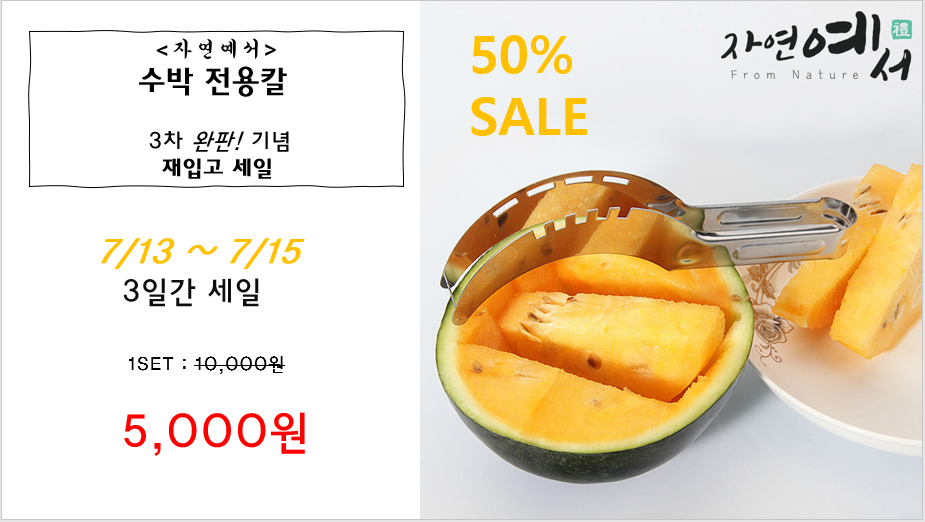 <자연예서>
수박 전용칼
3차 완판! 기념
재입고 세일
7/13 ~ 7/15
3일간 세일
1SET : 10,000원
5,000원
50%
SALE
자연예서
禮
From Nature